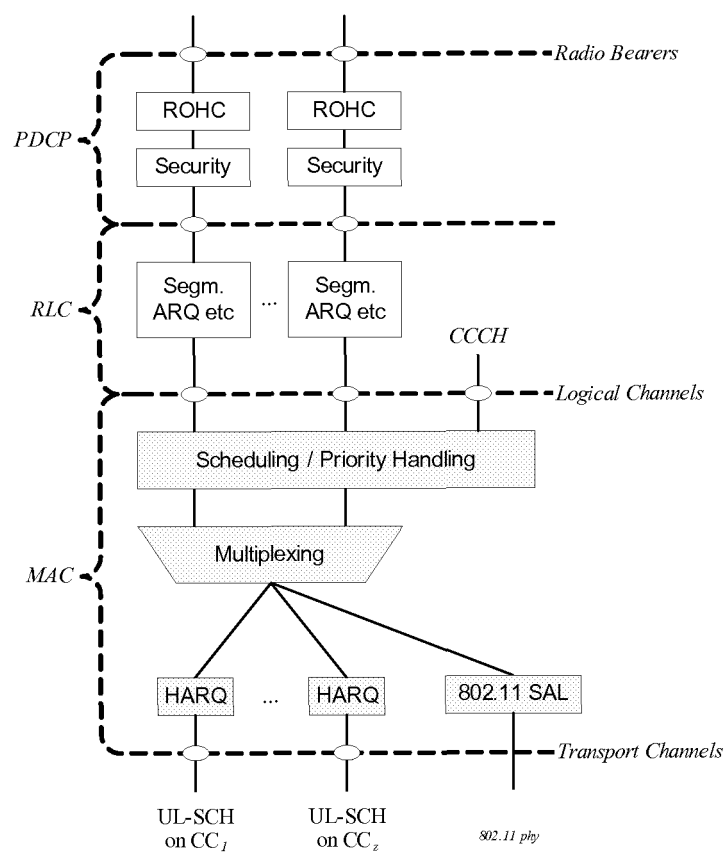 Radio Bearers
ROHC
ROHC
PDCP
Security
Security
Segm.
ARQ etc
...
Segm.
ARQ etc
RLC
CCCH
Logical Channels
Scheduling / Priority Handling
Multiplexing
MAC
HARQ
...
HARQ
802.11 SAL
Transport Channels
UL-SCH
on CC1
UL-SCH
on CCz
802.11 phy